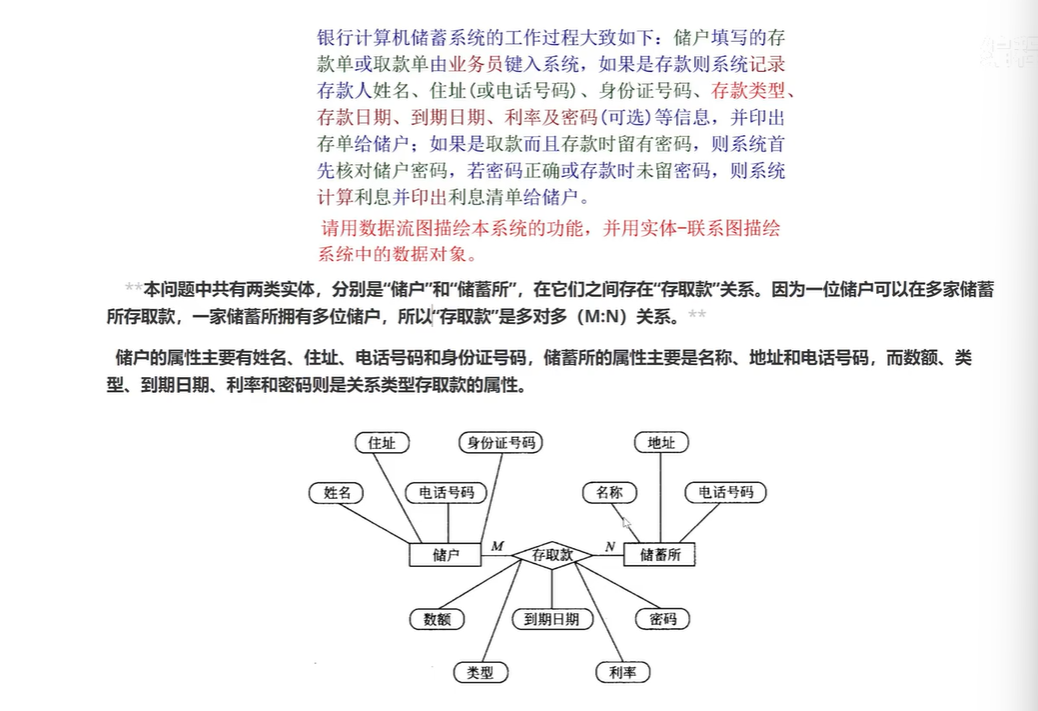 银行计算机储蓄系统的工作过程大致如下：储户填写的存
款单或取款单由业务员键入系统，如果是存款则系统记录
存款人姓名、住址(或电话号码)、身份证号码、存款类型、
存款日期、到期日期、利率及密码(可选)等信息，并印出
存单给储户；如果是取款而且存款时留有密码，则系统首
先核对储户密码，若密码正确或存款时未留密码，则系统
计算利息并印出利息清单给储户。
请用数据流图描绘本系统的功能，并用实体-联系图描绘
系统中的数据对象。
**本问题中共有两类实体，分别是“储户”和“储蓄所”，在它们之间存在“存取款”关系。因为一位储户可以在多家储蓄
所存取款，一家储蓄所拥有多位储户，所以“存取款”是多对多（M:N）关系。**
储户的属性主要有姓名、住址、电话号码和身份证号码，储蓄所的属性主要是名称、地址和电话号码，而数额、类
型、到期日期、利率和密码则是关系类型存取款的属性。
住址 身份证号码 地址
姓名 电话号码 名称 电话号码
储户 M 存取款 N 储蓄所
数额 到期日期 密码
类型 利率